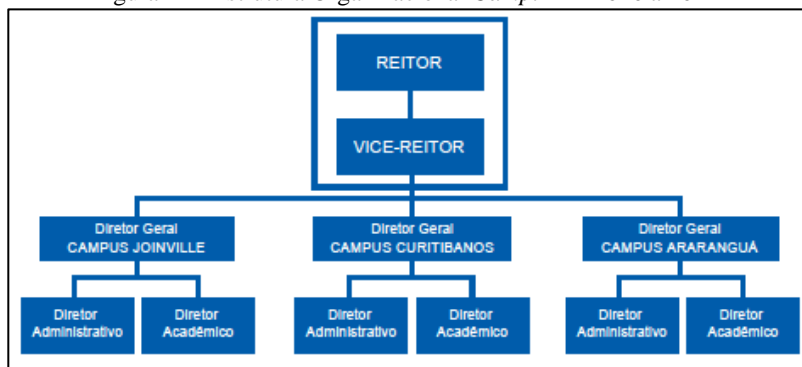 REITOR
VICE-REITOR
Diretor Geral
CAMPUS JOINVILLE
Diretor Geral
CAMPUS CURITIBANOS
Diretor Geral
CAMPUS ARARANGUÁ
Diretor
Administrativo
Diretor
Acadêmico
Diretor
Administrativo
Diretor
Acadêmico
Diretor
Administrativo
Diretor
Acadêmico